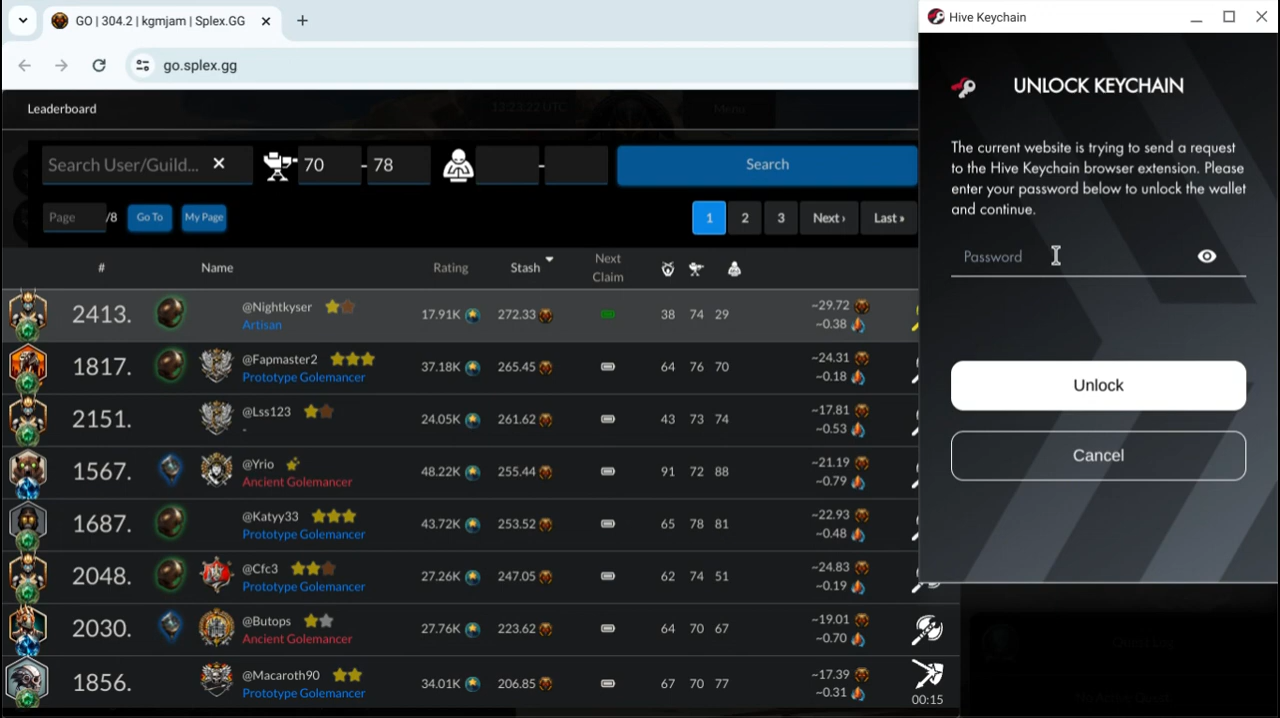 GO | 304.2 | kgmjam | Splex.GG
Hive Keychain
go.splex.gg
Leaderboard
12:23:22 UTC
Menu
Search User/Guild...
70 - 78
-
Search
Page /8 Go To My Page
1 2 3 Next › Last »
# Name Rating Stash Next Claim
2413. @Nightkyser 17.91K 272.33 38 74 29 ~29.72
Artisan ~0.38
1817. @Fapmaster2 37.18K 265.45 64 76 70 ~24.31
Prototype Golemancer ~0.18
2151. @Lss123 24.05K 261.62 43 73 74 ~17.81
- ~0.53
1567. @Yrio 48.22K 255.44 91 72 88 ~21.19
Ancient Golemancer ~0.79
1687. @Katyy33 43.72K 253.52 65 78 81 ~22.93
Prototype Golemancer ~0.48
2048. @Cfc3 27.26K 247.05 62 74 51 ~24.83
Prototype Golemancer ~0.19
2030. @Butops 27.76K 223.62 64 70 67 ~19.01
Ancient Golemancer ~0.70
1856. @Macaroth90 34.01K 206.85 67 70 77 ~17.39
Prototype Golemancer ~0.31
00:15
UNLOCK KEYCHAIN
The current website is trying to send a request
to the Hive Keychain browser extension. Please
enter your password below to unlock the wallet
and continue.
Password
Unlock
Cancel